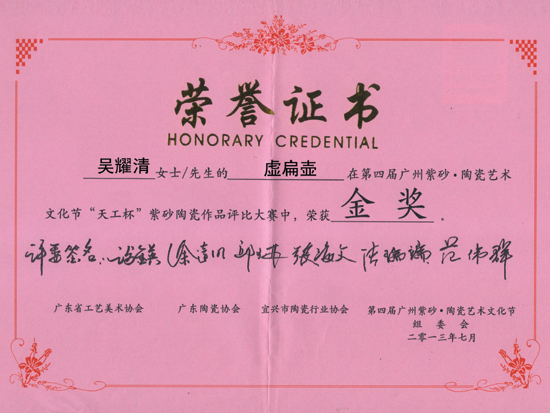 荣誉证书
HONORARY CREDENTIAL
吴耀清女士/先生的虚扁壶在第四届广州紫砂·陶瓷艺术
文化节“天工杯”紫砂陶瓷作品评比大赛中，荣获金奖。
评委签名：
广东省工艺美术协会 广东陶瓷协会 宜兴市陶瓷行业协会 第四届广州紫砂·陶瓷艺术文化节
组委会
二零一三年七月